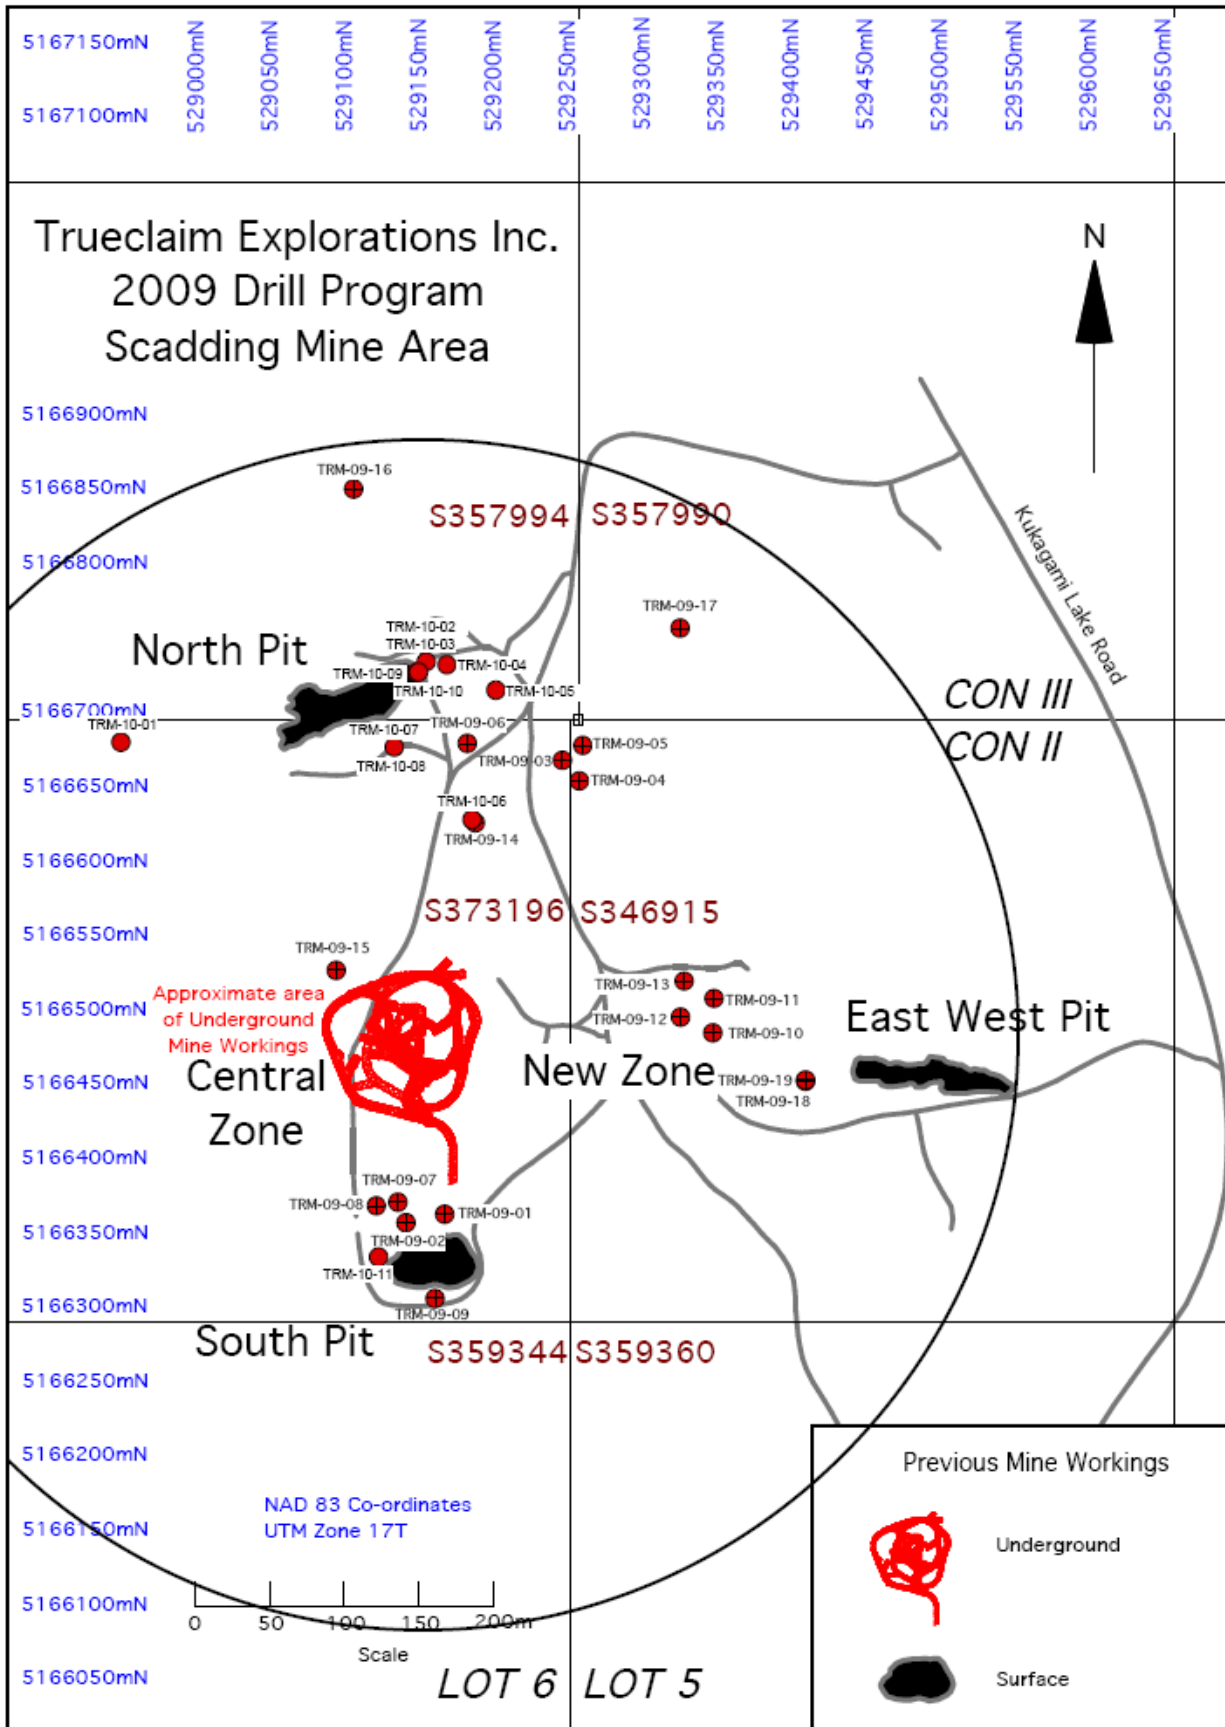 5167150mN
5167100mN
529000mN
529050mN
529100mN
529150mN
529200mN
529250mN
529300mN
529350mN
529400mN
529450mN
529500mN
529550mN
529600mN
529650mN
Trueclaim Explorations Inc.
2009 Drill Program
Scadding Mine Area
N
5166900mN
TRM-09-16
5166850mN
S357994
S357990
Kukagami Lake Road
5166800mN
TRM-09-17
TRM-10-02
TRM-10-03
North Pit
TRM-10-09
TRM-10-04
TRM-10-10
TRM-10-05
CON III
5166700mN
TRM-10-01
TRM-10-07
TRM-09-06
TRM-09-05
CON II
TRM-10-08
TRM-09-03
TRM-09-04
5166650mN
TRM-10-06
TRM-09-14
5166600mN
S373196
S346915
5166550mN
TRM-09-15
TRM-09-13
Approximate area
of Underground
Mine Workings
TRM-09-11
5166500mN
TRM-09-12
TRM-09-10
East West Pit
Central
Zone
New Zone
TRM-09-19
TRM-09-18
5166450mN
5166400mN
TRM-09-07
TRM-09-08
TRM-09-01
5166350mN
TRM-09-02
TRM-10-11
5166300mN
TRM-09-09
South Pit
S359344
S359360
5166250mN
5166200mN
Previous Mine Workings
NAD 83 Co-ordinates
UTM Zone 17T
5166150mN
Underground
5166100mN
0 50 100 150 200m
Scale
5166050mN
LOT 6
LOT 5
Surface